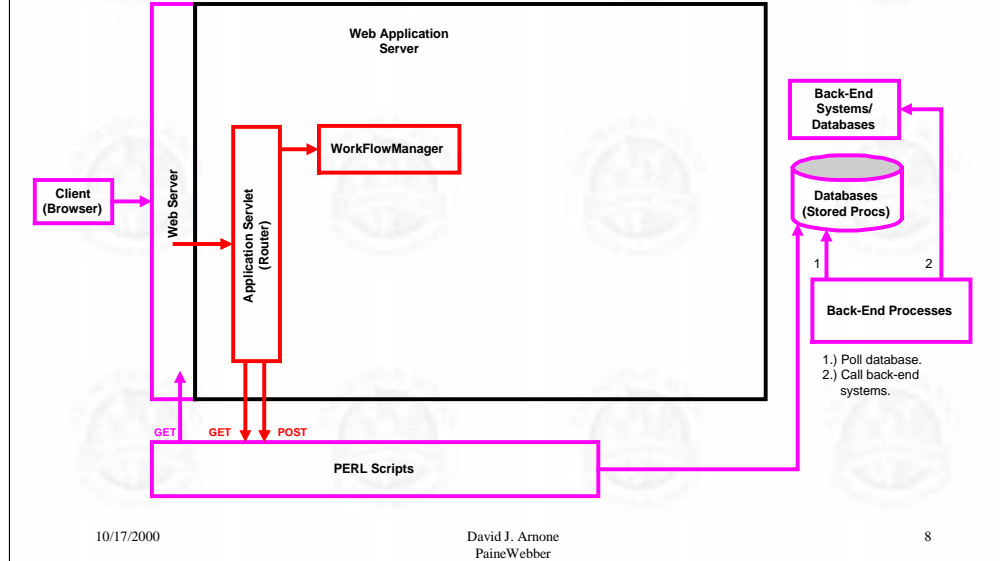 Web Application
Server
Back-End
Systems/
Databases
WorkFlowManager
Client
(Browser)
Web Server
Application Servlet
(Router)
Databases
(Stored Procs)
1
2
Back-End Processes
1.) Poll database.
2.) Call back-end
systems.
GET
GET
POST
PERL Scripts
10/17/2000
David J. Arnone
PaineWebber
8